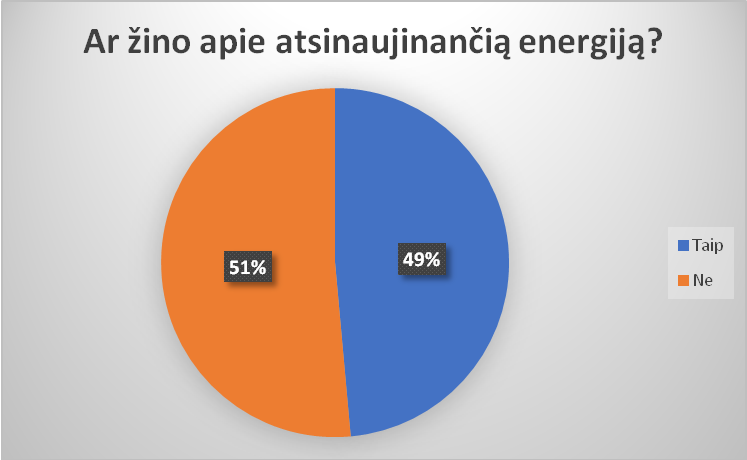 Ar žino apie atsinaujinančią energiją?
51%
49%
Taip
Ne